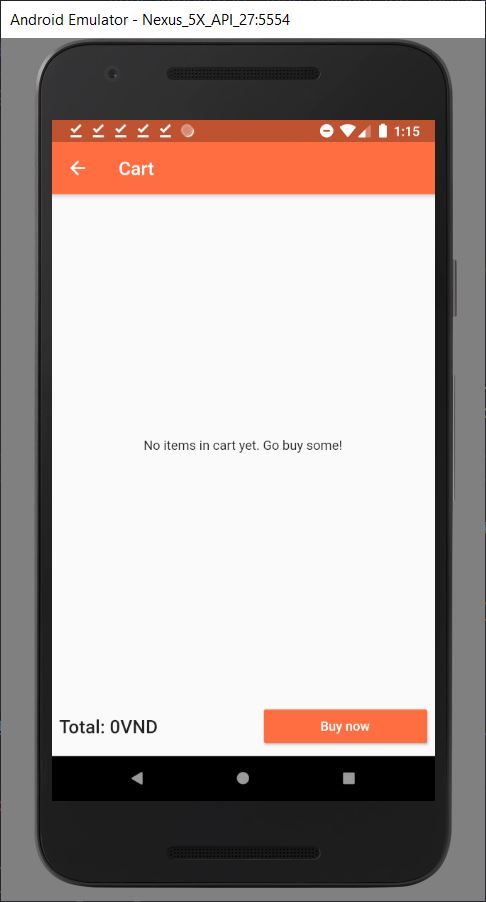 Android Emulator - Nexus_5X_API_27:5554
1:15
Cart
No items in cart yet. Go buy some!
Total: 0VND
Buy now